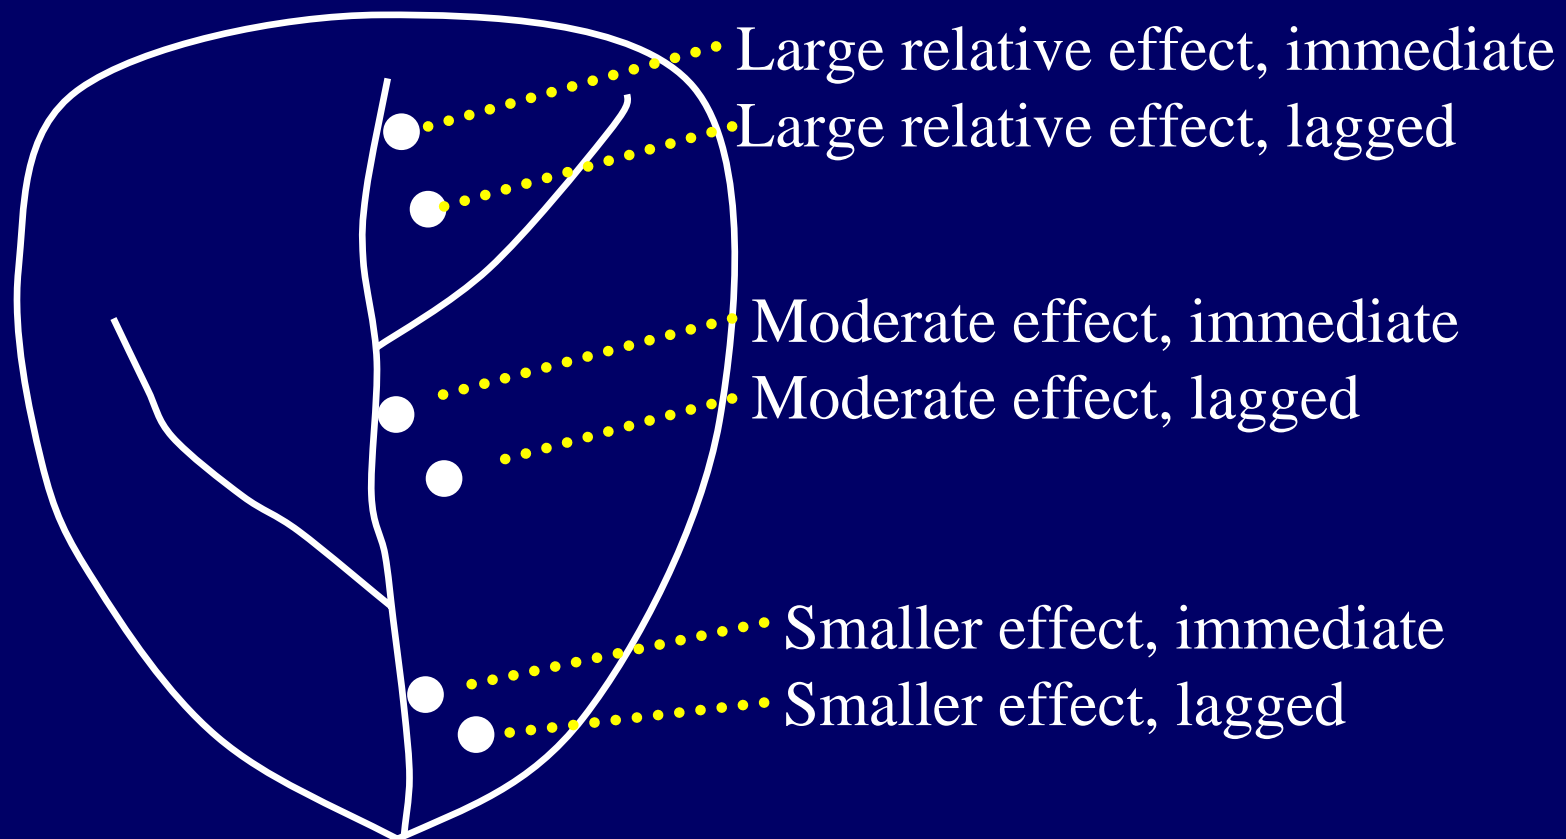 Large relative effect, immediate
Large relative effect, lagged
Moderate effect, immediate
Moderate effect, lagged
Smaller effect, immediate
Smaller effect, lagged